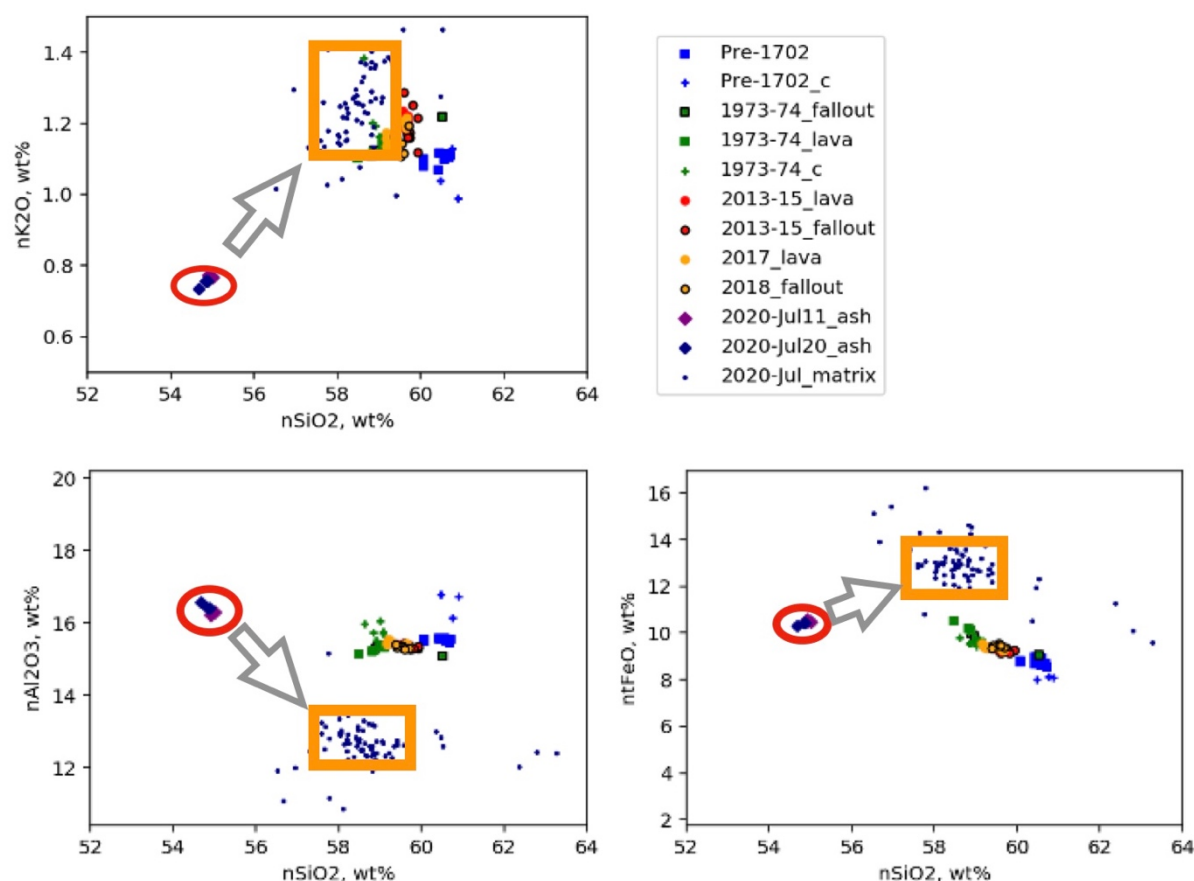 nK2O, wt%
1.4
1.2
1.0
0.8
0.6
52 54 56 58 60 62 64
nSiO2, wt%
Pre-1702
Pre-1702_c
1973-74_fallout
1973-74_lava
1973-74_c
2013-15_lava
2013-15_fallout
2017_lava
2018_fallout
2020-Jul11_ash
2020-Jul20_ash
2020-Jul_matrix
nAl2O3, wt%
20
18
16
14
12
52 54 56 58 60 62 64
nSiO2, wt%
ntFeO, wt%
16
14
12
10
8
6
4
2
52 54 56 58 60 62 64
nSiO2, wt%